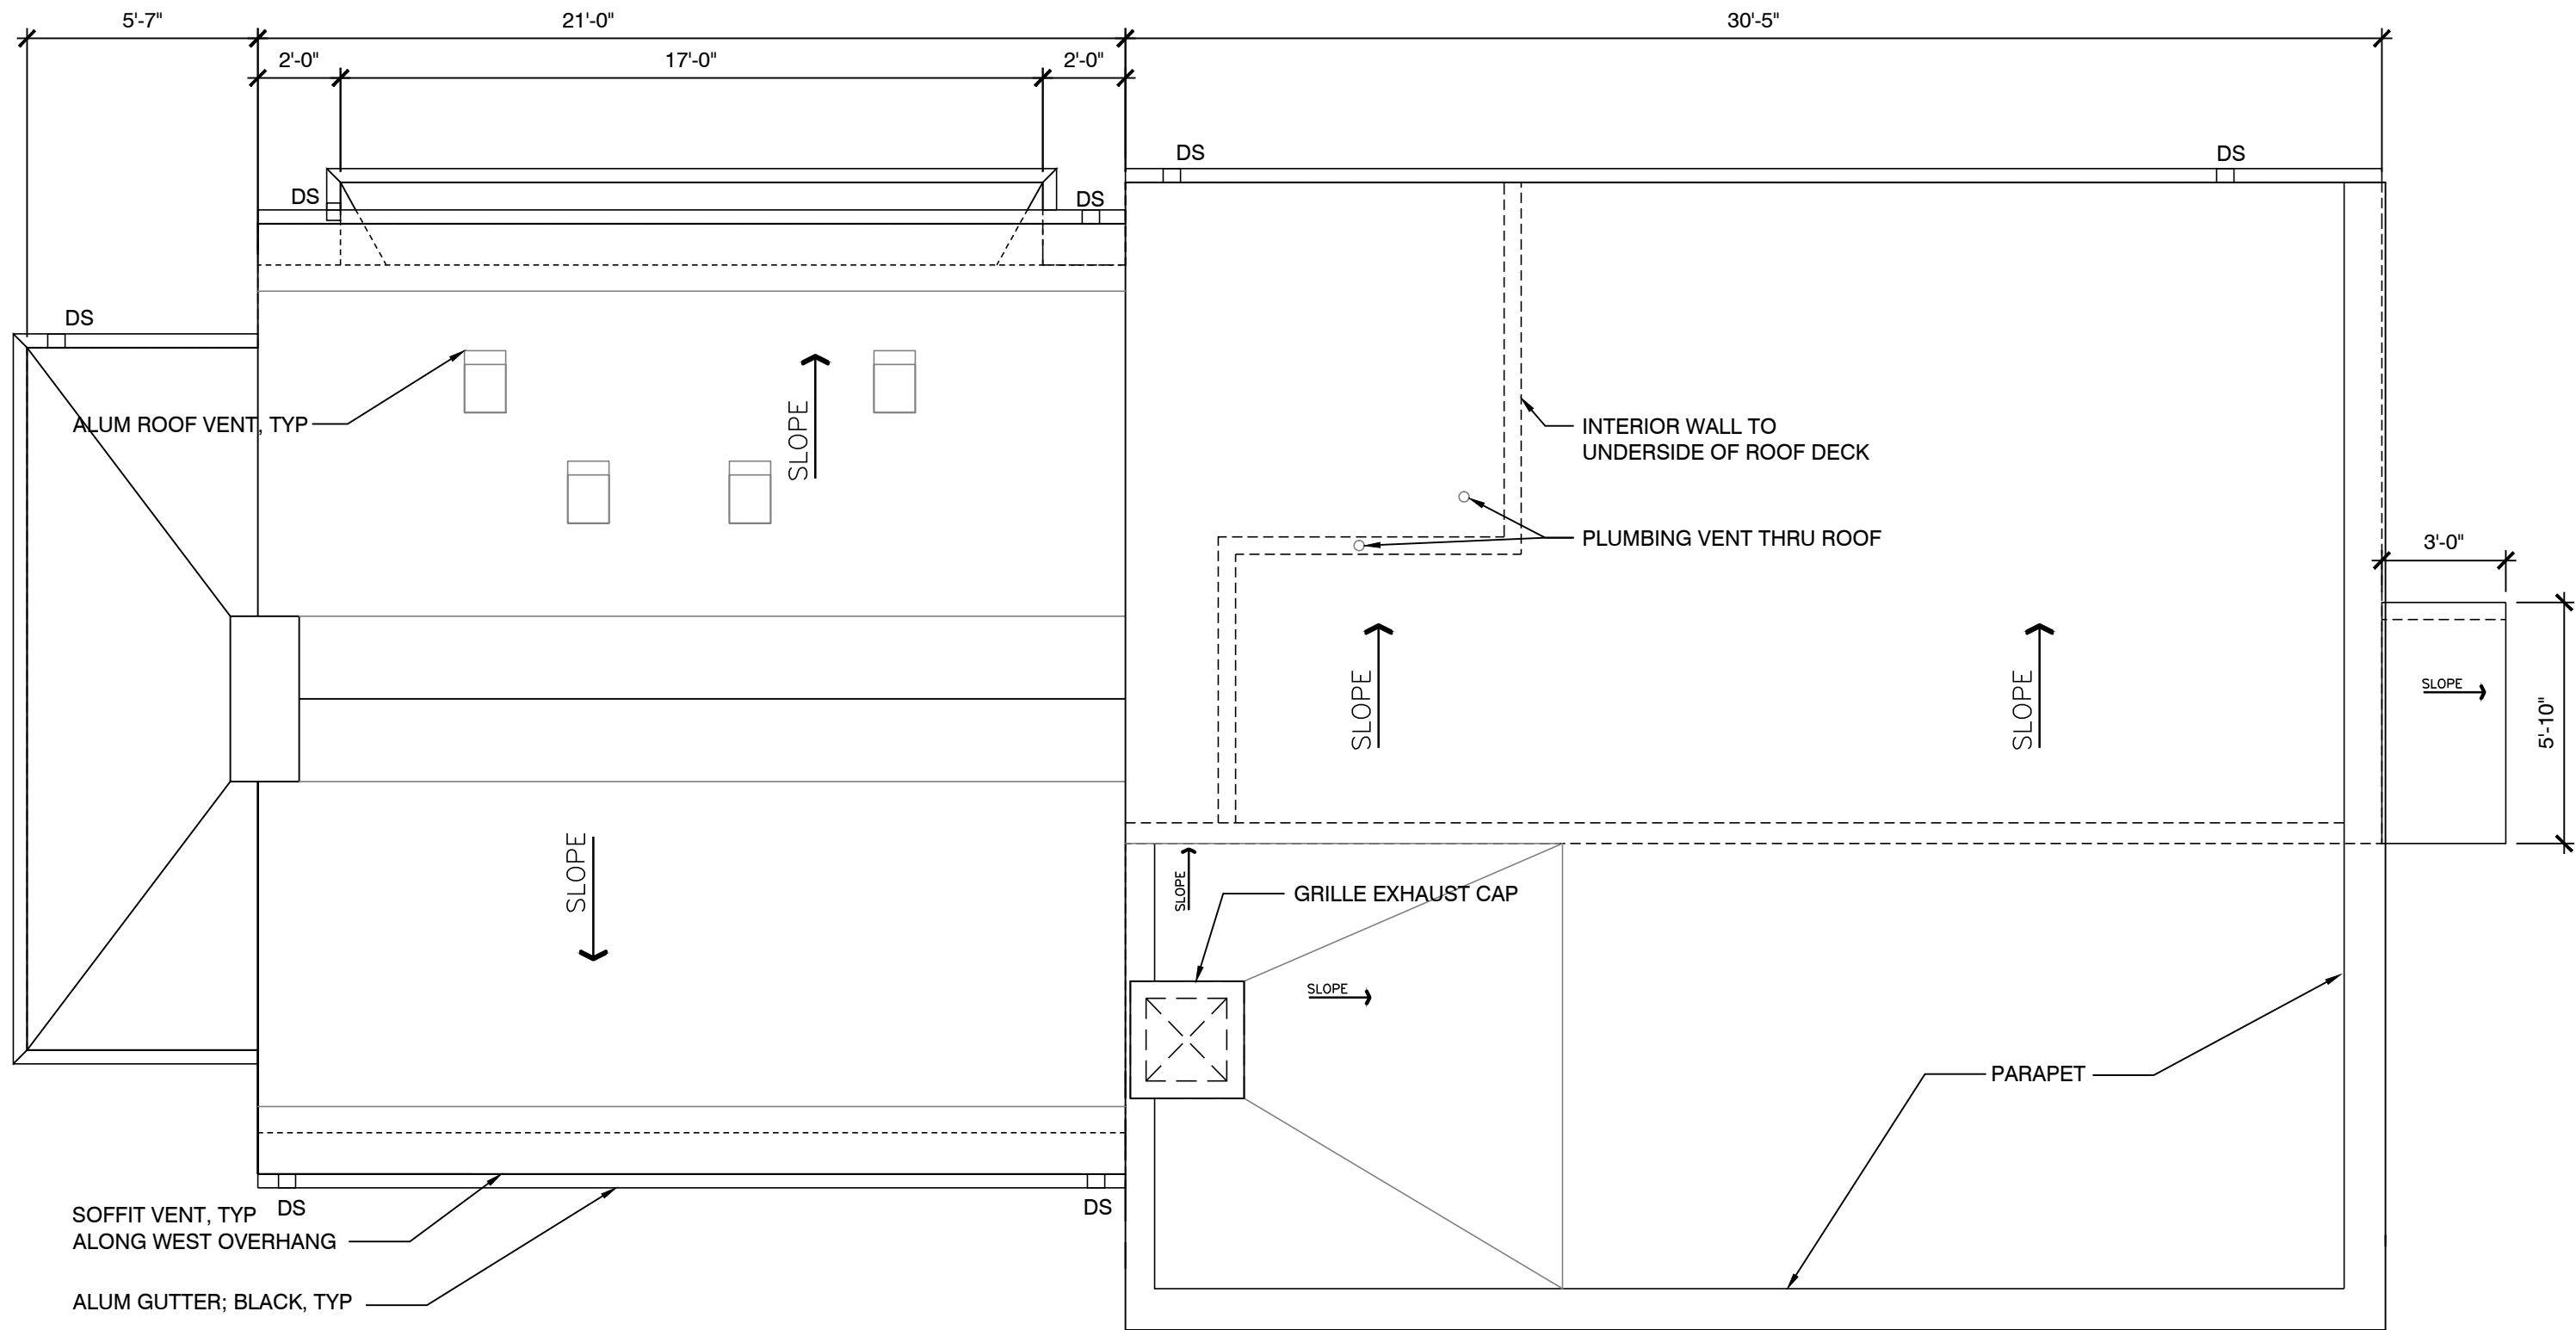 5'-7"
21'-0"
30'-5"
2'-0"
17'-0"
2'-0"
DS
DS
DS
DS
DS
ALUM ROOF VENT, TYP
SLOPE
INTERIOR WALL TO
UNDERSIDE OF ROOF DECK
PLUMBING VENT THRU ROOF
3'-0"
SLOPE
SLOPE
SLOPE
5'-10"
SLOPE
SLOPE
GRILLE EXHAUST CAP
SLOPE
PARAPET
SOFFIT VENT, TYP
ALONG WEST OVERHANG
DS
DS
ALUM GUTTER; BLACK, TYP